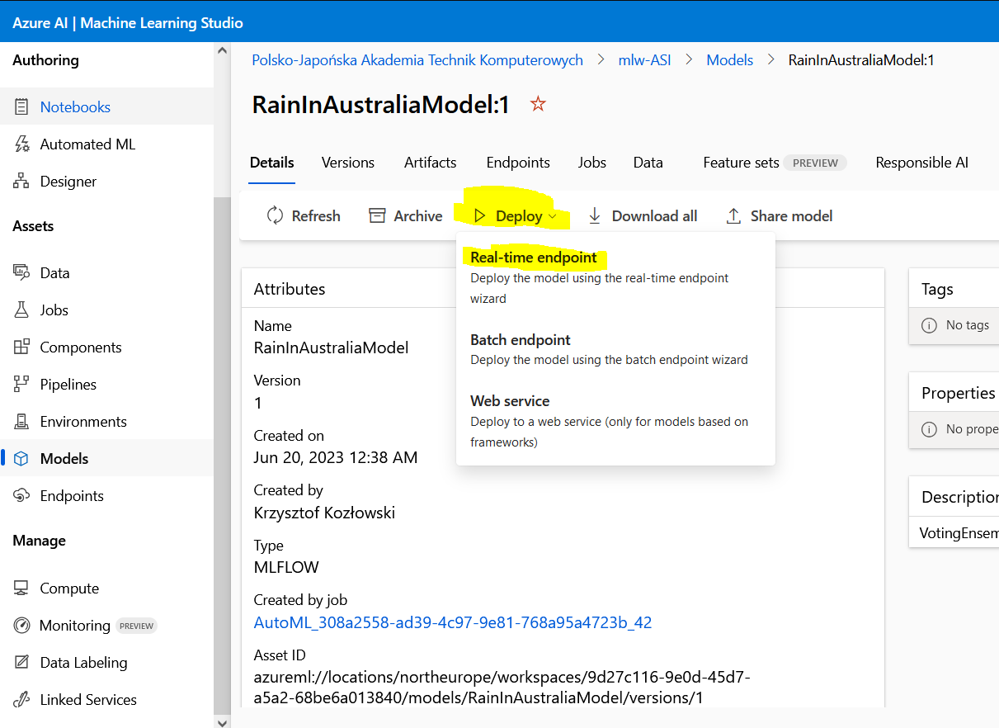 Azure AI | Machine Learning Studio
Authoring
Notebooks
Automated ML
Designer
Assets
Data
Jobs
Components
Pipelines
Environments
Models
Endpoints
Manage
Compute
Monitoring PREVIEW
Data Labeling
Linked Services
Polsko-Japońska Akademia Technik Komputerowych > mlw-ASI > Models > RainInAustraliaModel:1
RainInAustraliaModel:1
Details Versions Artifacts Endpoints Jobs Data Feature sets PREVIEW Responsible AI
Refresh Archive Deploy Download all Share model
Real-time endpoint
Deploy the model using the real-time endpoint
wizard
Batch endpoint
Deploy the model using the batch endpoint wizard
Web service
Deploy to a web service (only for models based on
frameworks)
Attributes
Name
RainInAustraliaModel
Version
1
Created on
Jun 20, 2023 12:38 AM
Created by
Krzysztof Kozłowski
Type
MLFLOW
Created by job
AutoML_308a2558-ad39-4c97-9e81-768a95a4723b_42
Asset ID
azureml://locations/northeurope/workspaces/9d27c116-9e0d-45d7-
a5a2-68be6a013840/models/RainInAustraliaModel/versions/1
Tags
No tags
Properties
No prope
Description
VotingEnsem